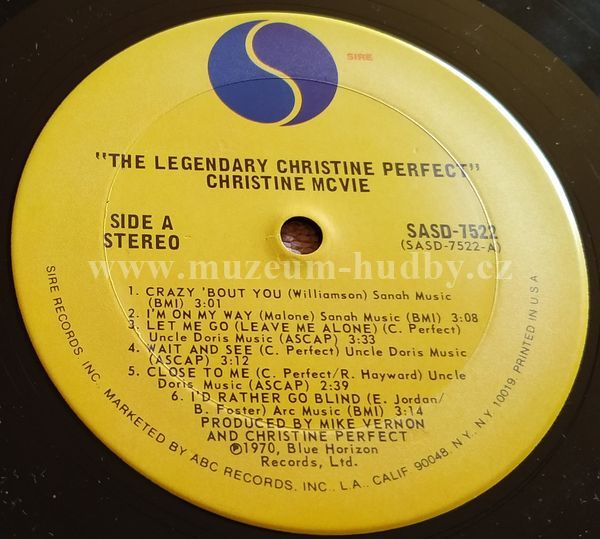 SIRE
"THE LEGENDARY CHRISTINE PERFECT"
CHRISTINE MCVIE
SIDE A
STEREO
SASD-7522
(SASD-7522-A)
www.muzeum-hudby.cz
1. CRAZY 'BOUT YOU (Williamson) Sanah Music
(BMI) 3:01
2. I'M ON MY WAY (Malone) Sanah Music (BMI) 3:08
3. LET ME GO (LEAVE ME ALONE) (C. Perfect)
Uncle Doris Music (ASCAP) 3:33
4. WAIT AND SEE (C. Perfect) Uncle Doris Music
(ASCAP) 3:12
5. CLOSE TO ME (C. Perfect/R. Hayward) Uncle
Doris Music (ASCAP) 2:39
6. I'D RATHER GO BLIND (E. Jordan/
B. Foster) Arc Music (BMI) 3:14
PRODUCED BY MIKE VERNON
AND CHRISTINE PERFECT
℗1970, Blue Horizon
Records, Ltd.
SIRE RECORDS, INC. MARKETED BY ABC RECORDS, INC., L.A., CALIF. 90048, N.Y., N.Y. 10019. PRINTED IN U.S.A.